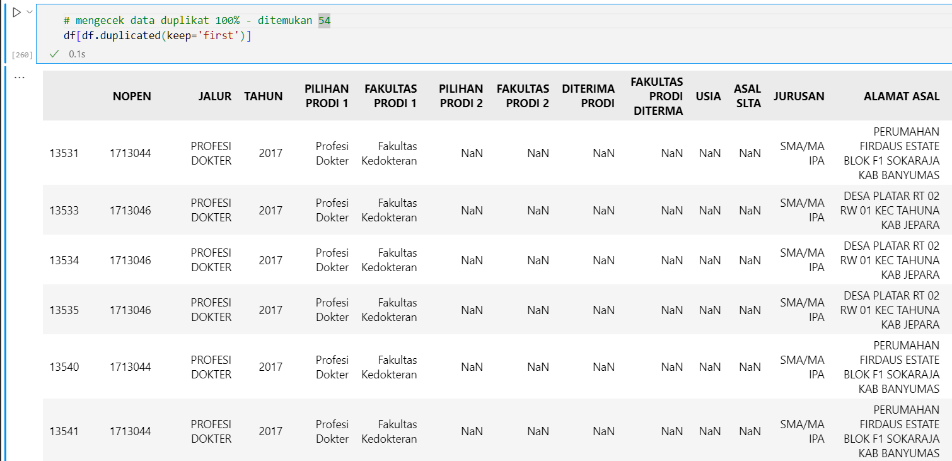 # mengecek data duplikat 100% - ditemukan 54
df[df.duplicated(keep='first')]
[260] 0.1s
...
NOPEN JALUR TAHUN PILIHAN PRODI 1 FAKULTAS PRODI 1 PILIHAN PRODI 2 FAKULTAS PRODI 2 DITERIMA PRODI FAKULTAS PRODI DITERMA USIA ASAL SLTA JURUSAN ALAMAT ASAL
13531 1713044 PROFESI DOKTER 2017 Profesi Dokter Fakultas Kedokteran NaN NaN NaN NaN NaN NaN SMA/MA IPA PERUMAHAN FIRDAUS ESTATE BLOK F1 SOKARAJA KAB BANYUMAS
13533 1713046 PROFESI DOKTER 2017 Profesi Dokter Fakultas Kedokteran NaN NaN NaN NaN NaN NaN SMA/MA IPA DESA PLATAR RT 02 RW 01 KEC TAHUNA KAB JEPARA
13534 1713046 PROFESI DOKTER 2017 Profesi Dokter Fakultas Kedokteran NaN NaN NaN NaN NaN NaN SMA/MA IPA DESA PLATAR RT 02 RW 01 KEC TAHUNA KAB JEPARA
13535 1713046 PROFESI DOKTER 2017 Profesi Dokter Fakultas Kedokteran NaN NaN NaN NaN NaN NaN SMA/MA IPA DESA PLATAR RT 02 RW 01 KEC TAHUNA KAB JEPARA
13540 1713044 PROFESI DOKTER 2017 Profesi Dokter Fakultas Kedokteran NaN NaN NaN NaN NaN NaN SMA/MA IPA PERUMAHAN FIRDAUS ESTATE BLOK F1 SOKARAJA KAB BANYUMAS
13541 1713044 PROFESI DOKTER 2017 Profesi Dokter Fakultas Kedokteran NaN NaN NaN NaN NaN NaN SMA/MA IPA PERUMAHAN FIRDAUS ESTATE BLOK F1 SOKARAJA KAB BANYUMAS